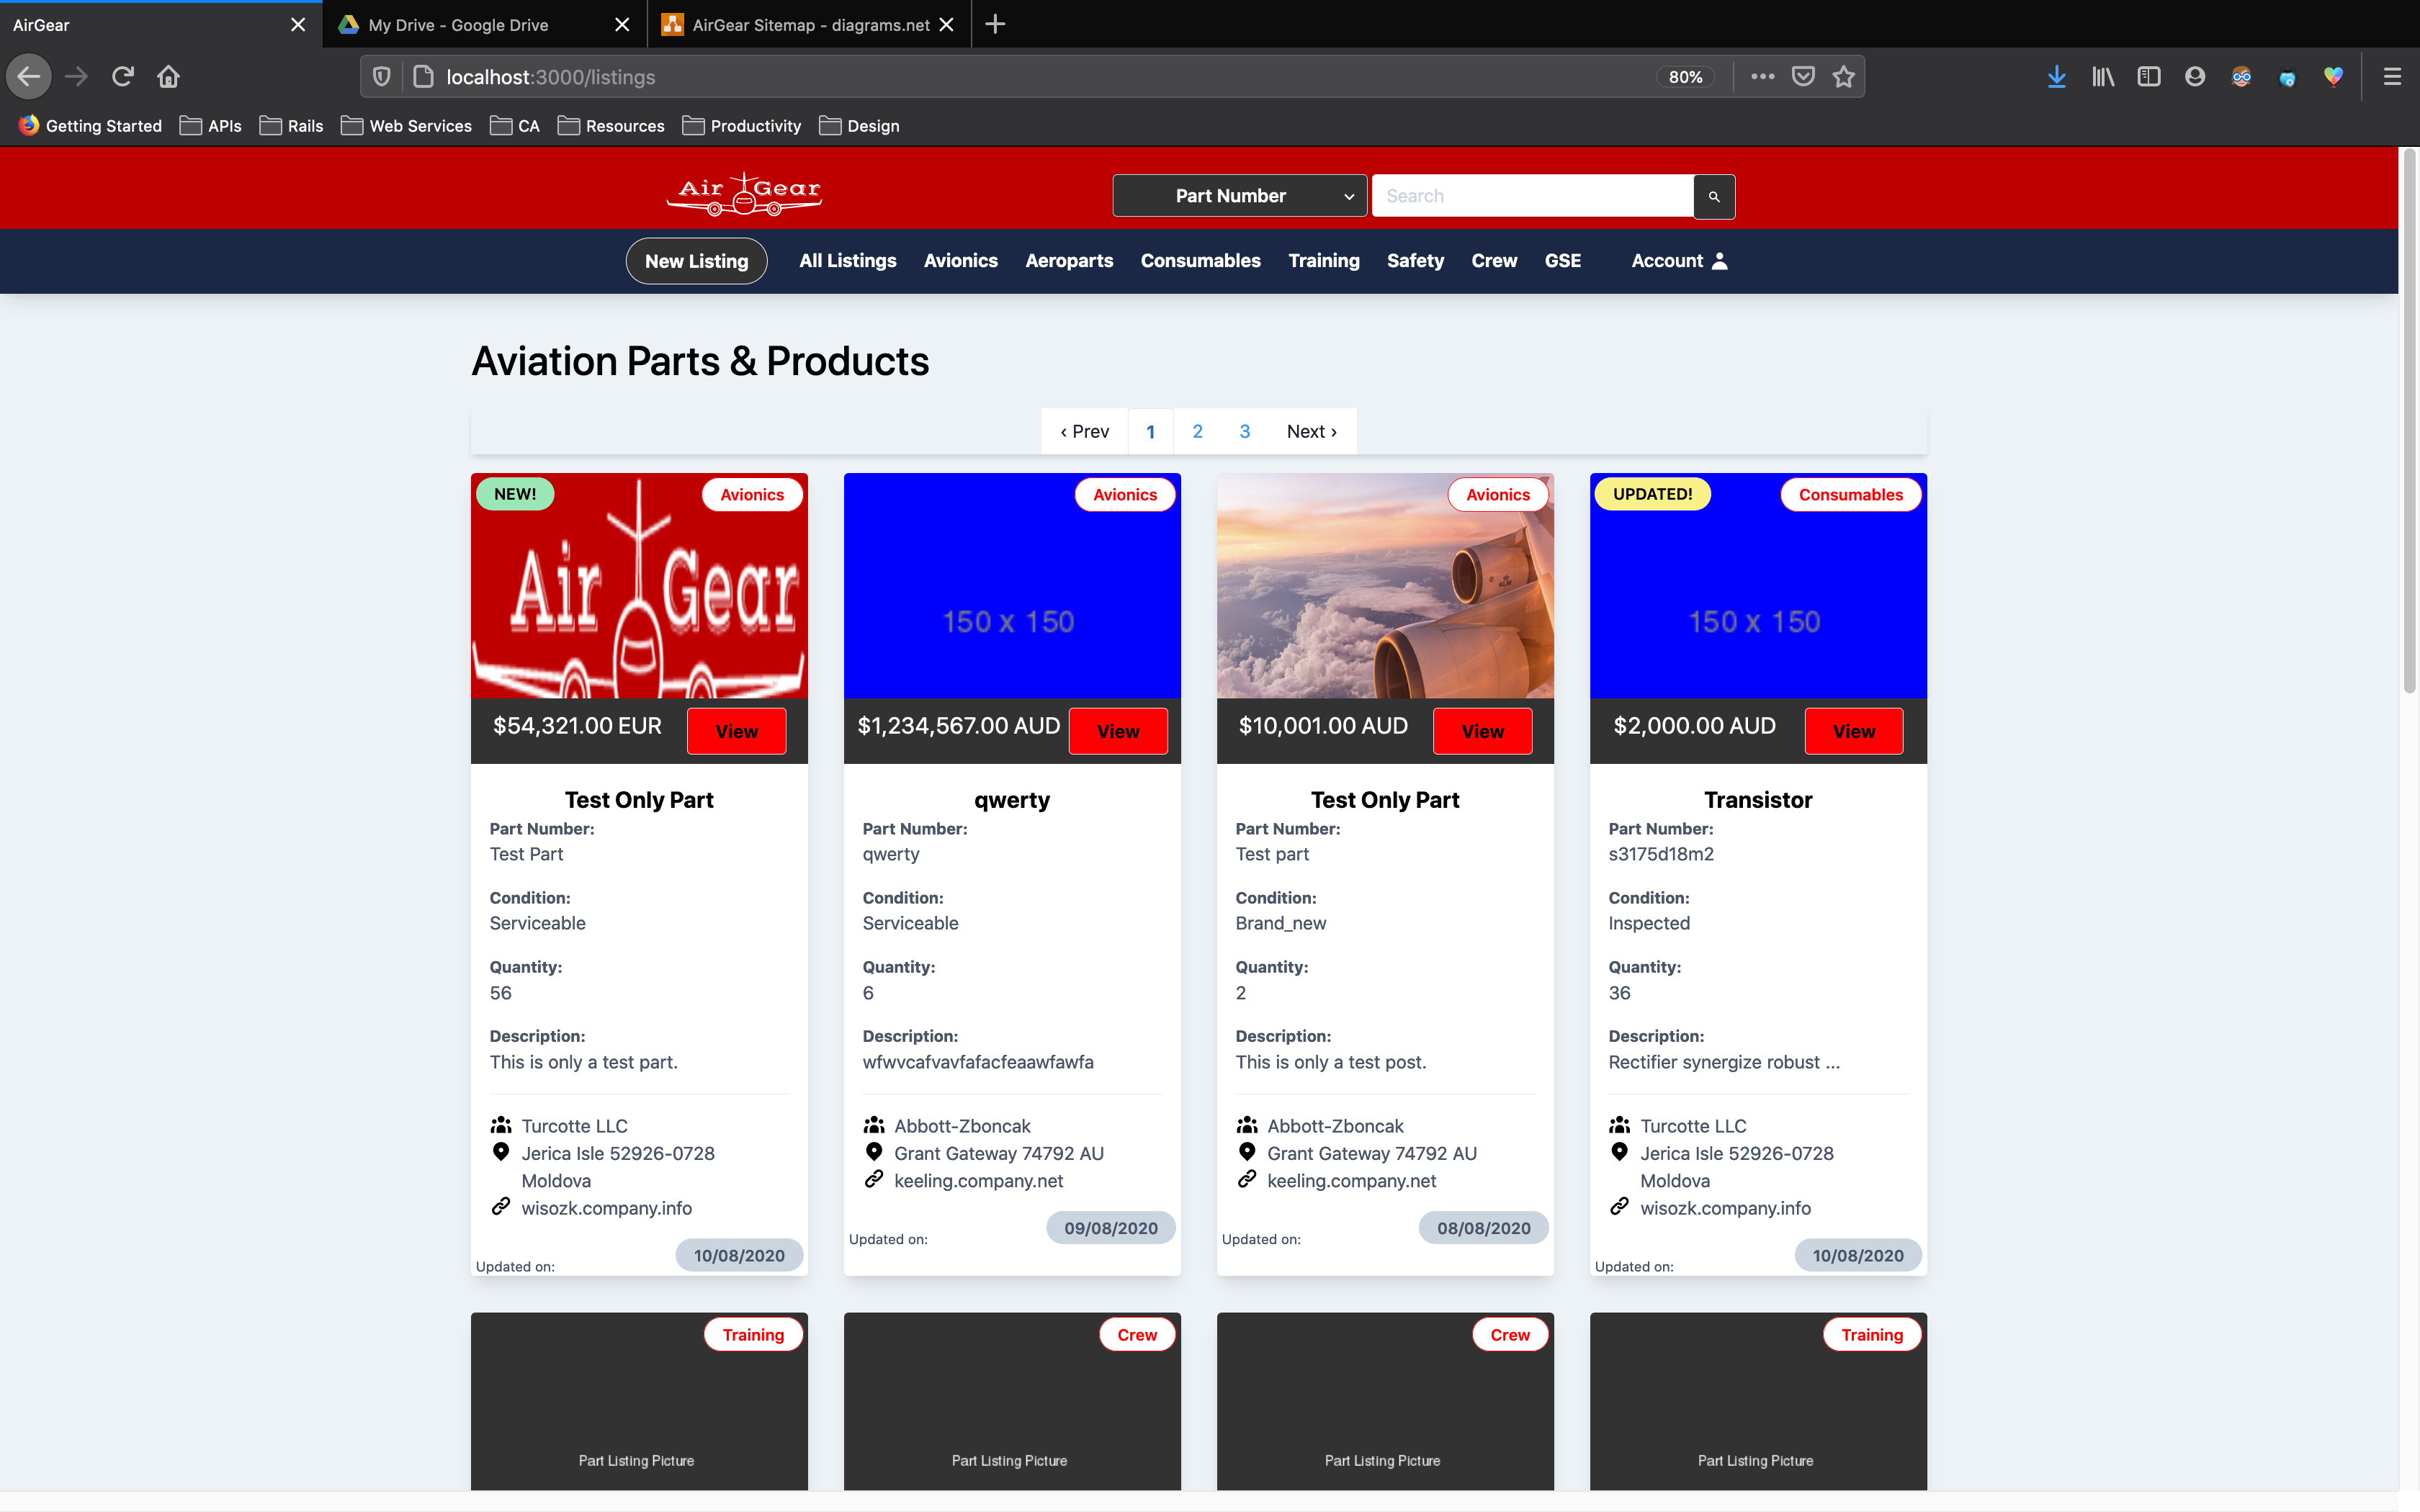 AirGear
My Drive - Google Drive
AirGear Sitemap - diagrams.net
localhost:3000/listings
80%
Getting Started
APIs
Rails
Web Services
CA
Resources
Productivity
Design
Air Gear
Part Number
Search
New Listing
All Listings
Avionics
Aeroparts
Consumables
Training
Safety
Crew
GSE
Account
Aviation Parts & Products
‹ Prev 1 2 3 Next ›
NEW!
Avionics
Air Gear
$54,321.00 EUR
View
Test Only Part
Part Number:
Test Part
Condition:
Serviceable
Quantity:
56
Description:
This is only a test part.
Turcotte LLC
Jerica Isle 52926-0728
Moldova
wisozk.company.info
Updated on:
10/08/2020
Avionics
150 x 150
$1,234,567.00 AUD
View
qwerty
Part Number:
qwerty
Condition:
Serviceable
Quantity:
6
Description:
wfwvcafvavfafacfeaawfawfa
Abbott-Zboncak
Grant Gateway 74792 AU
keeling.company.net
Updated on:
09/08/2020
Avionics
$10,001.00 AUD
View
Test Only Part
Part Number:
Test part
Condition:
Brand_new
Quantity:
2
Description:
This is only a test post.
Abbott-Zboncak
Grant Gateway 74792 AU
keeling.company.net
Updated on:
08/08/2020
UPDATED!
Consumables
150 x 150
$2,000.00 AUD
View
Transistor
Part Number:
s3175d18m2
Condition:
Inspected
Quantity:
36
Description:
Rectifier synergize robust ...
Turcotte LLC
Jerica Isle 52926-0728
Moldova
wisozk.company.info
Updated on:
10/08/2020
Training
Part Listing Picture
Crew
Part Listing Picture
Crew
Part Listing Picture
Training
Part Listing Picture